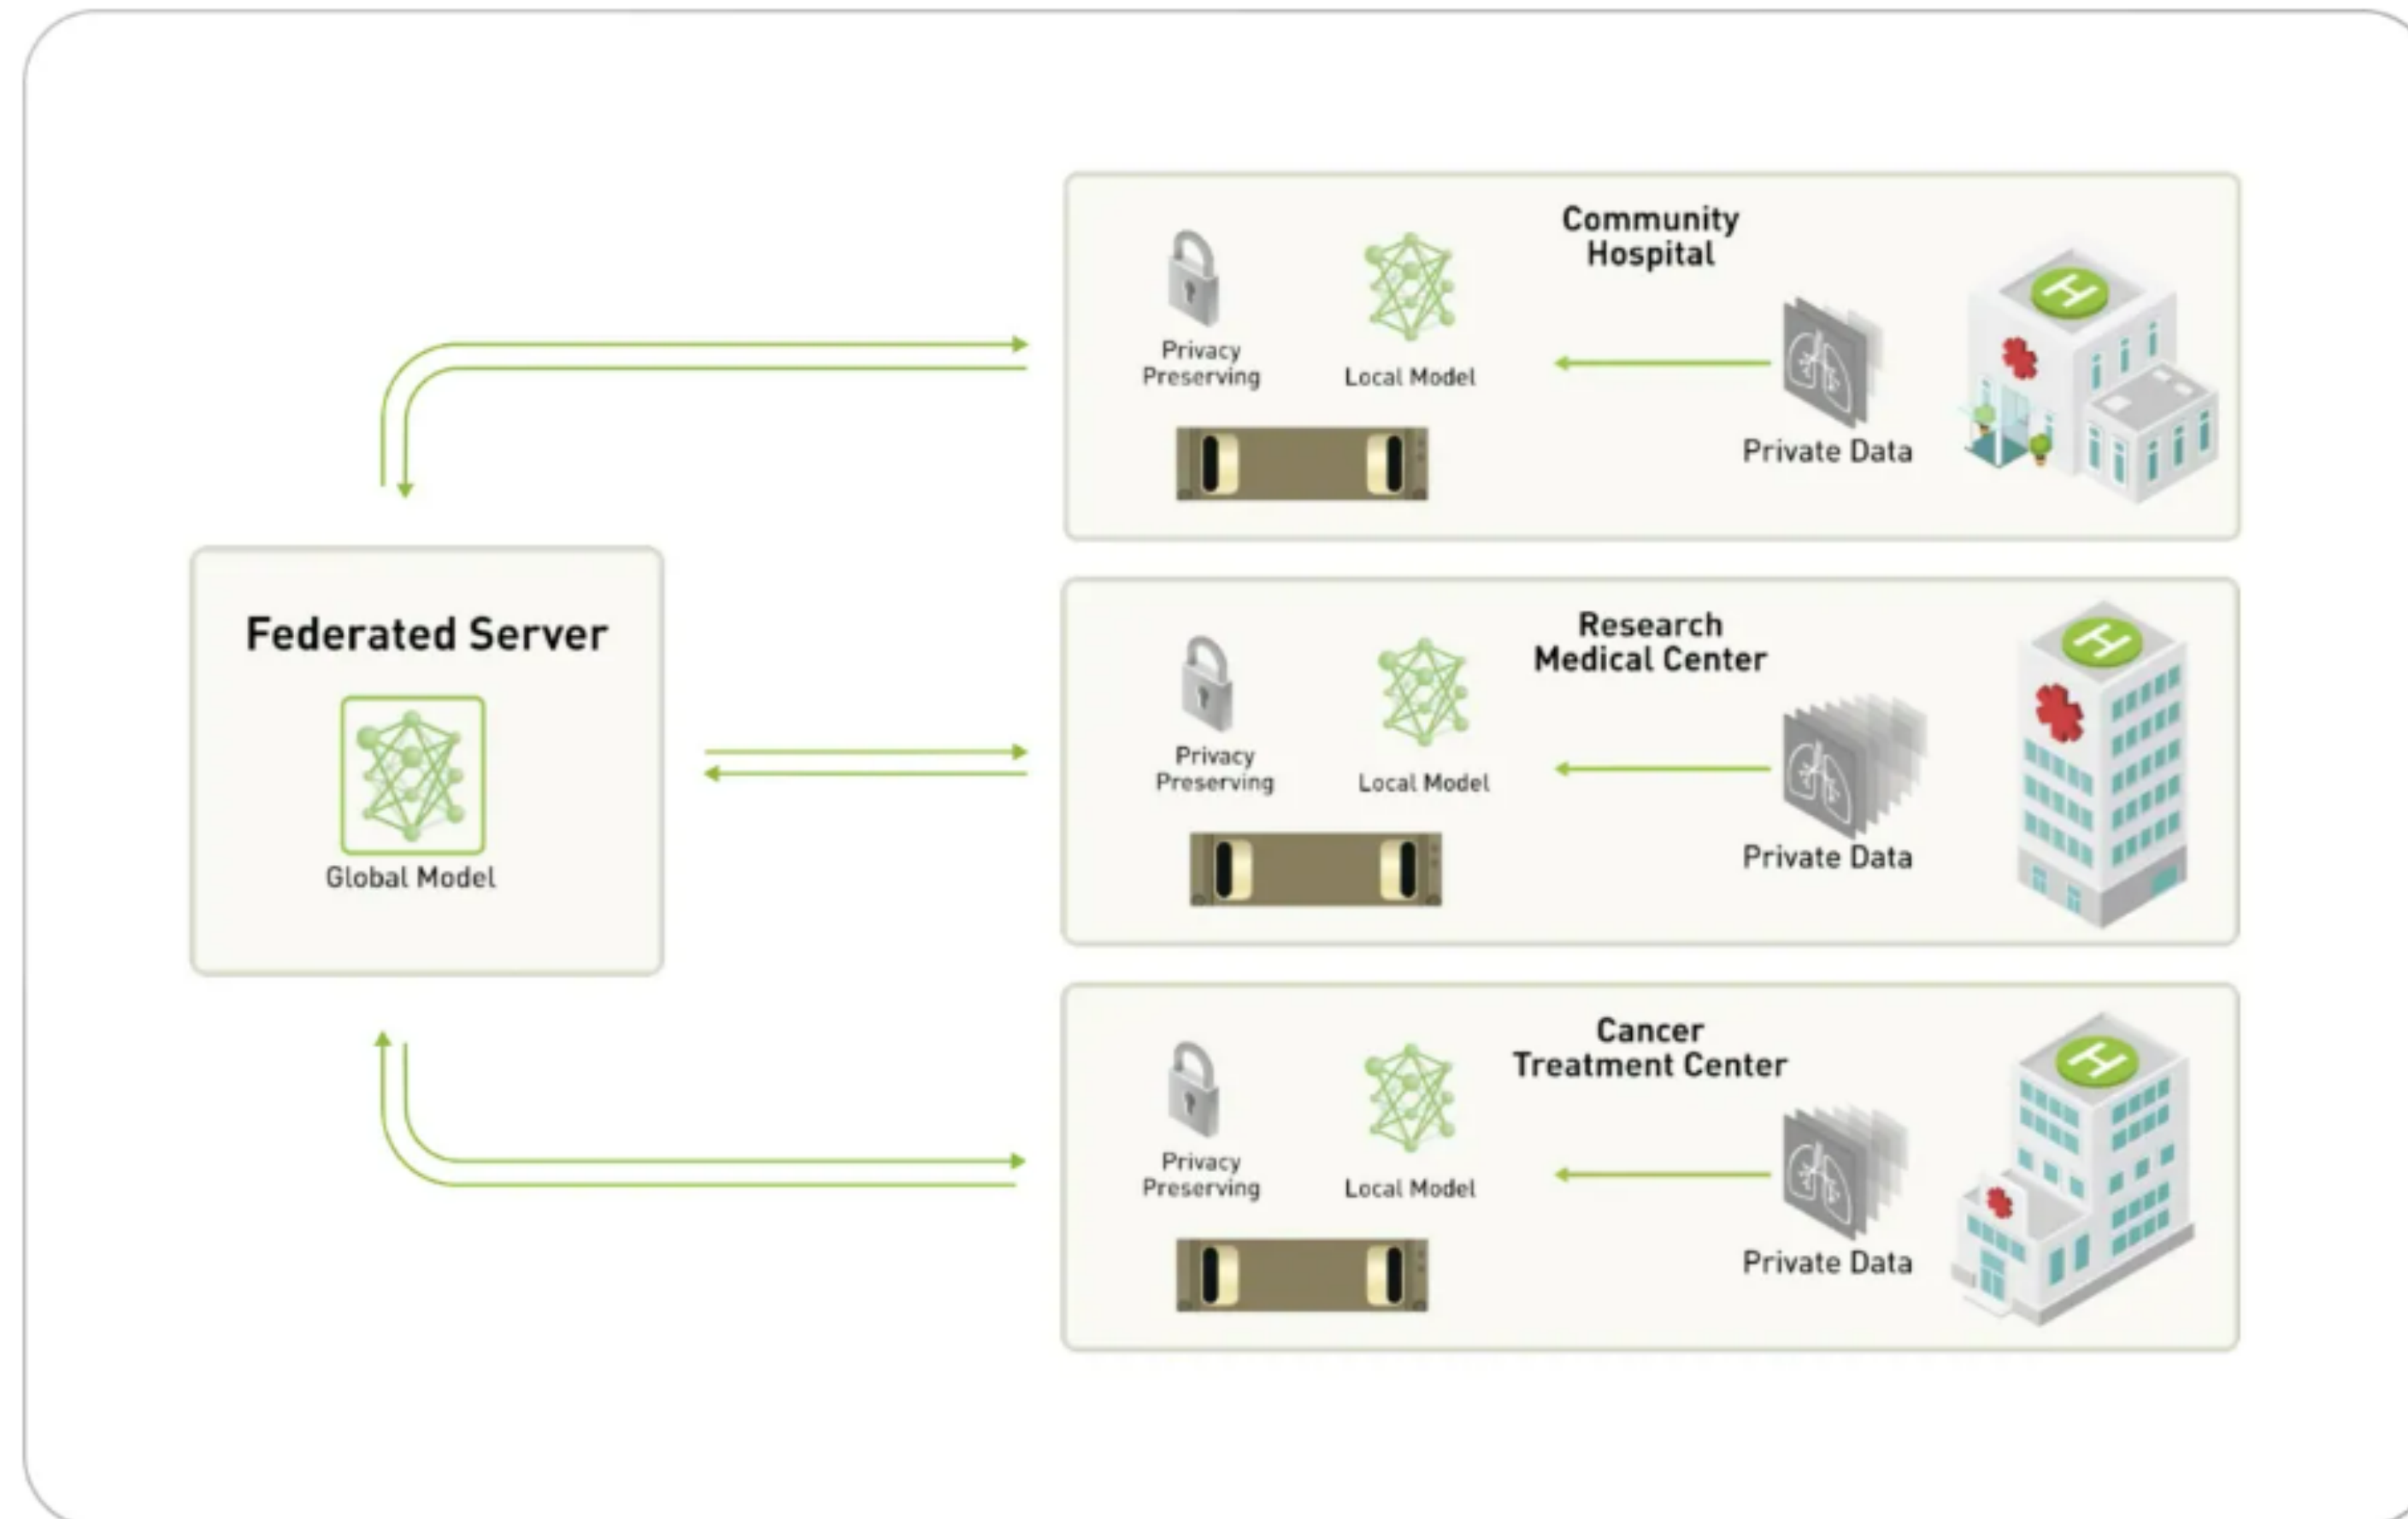 Community
Hospital
Privacy
Preserving
Local Model
Private Data
Federated Server
Global Model
Research
Medical Center
Privacy
Preserving
Local Model
Private Data
Cancer
Treatment Center
Privacy
Preserving
Local Model
Private Data
H
H
H